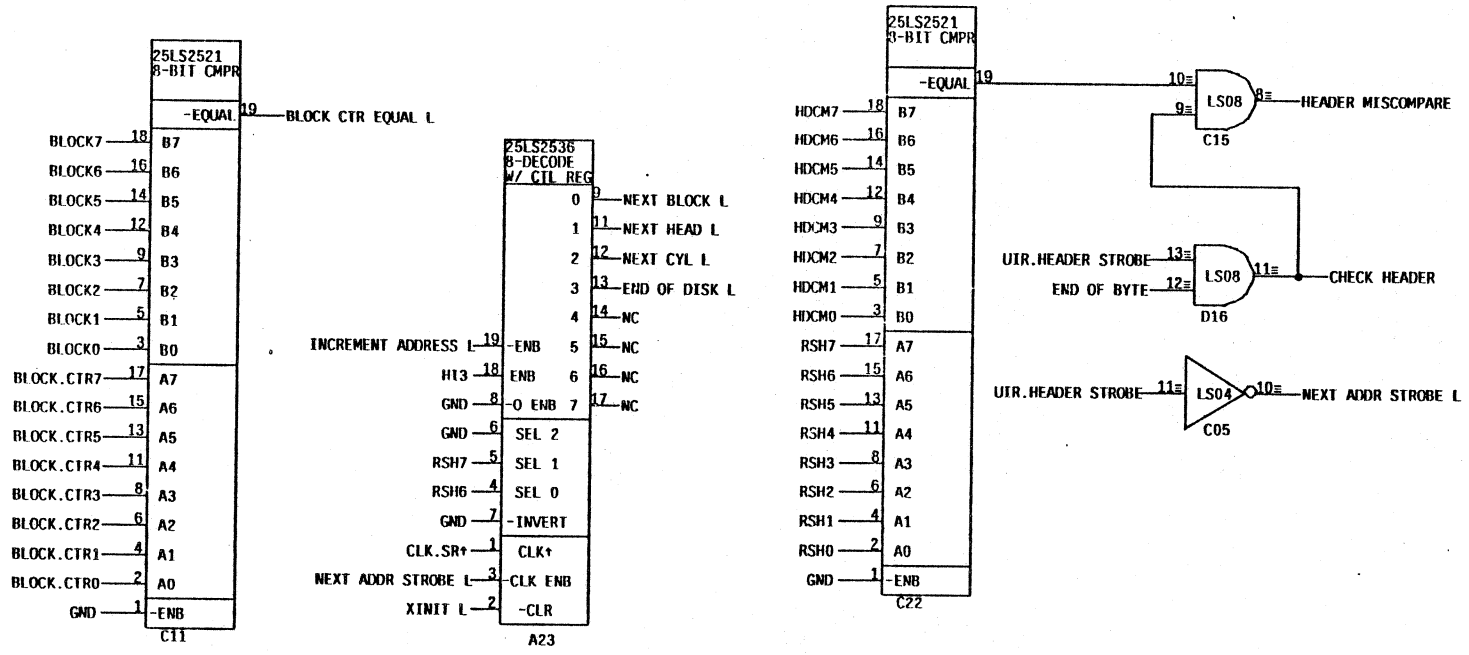 25LS2521
8-BIT CMPR
-EQUAL 19 BLOCK CTR EQUAL L
BLOCK7 18 B7
BLOCK6 16 B6
BLOCK5 14 B5
BLOCK4 12 B4
BLOCK3 9 B3
BLOCK2 7 B2
BLOCK1 5 B1
BLOCK0 3 B0
BLOCK.CTR7 17 A7
BLOCK.CTR6 15 A6
BLOCK.CTR5 13 A5
BLOCK.CTR4 11 A4
BLOCK.CTR3 8 A3
BLOCK.CTR2 6 A2
BLOCK.CTR1 4 A1
BLOCK.CTR0 2 A0
GND 1 -ENB
C11
25LS2536
8-DECODE
W/ CTL REG
0 9 NEXT BLOCK L
1 11 NEXT HEAD L
2 12 NEXT CYL L
3 13 END OF DISK L
4 14 NC
INCREMENT ADDRESS L 19 -ENB 5 15 NC
HI3 18 ENB 6 16 NC
GND 8 -O ENB 7 17 NC
GND 6 SEL 2
RSH7 5 SEL 1
RSH6 4 SEL 0
GND 7 -INVERT
CLK.SR↑ 1 CLK↑
NEXT ADDR STROBE L 3 -CLK ENB
XINIT L 2 -CLR
A23
25LS2521
8-BIT CMPR
-EQUAL 19
HDCM7 18 B7
HDCM6 16 B6
HDCM5 14 B5
HDCM4 12 B4
HDCM3 9 B3
HDCM2 7 B2
HDCM1 5 B1
HDCM0 3 B0
RSH7 17 A7
RSH6 15 A6
RSH5 13 A5
RSH4 11 A4
RSH3 8 A3
RSH2 6 A2
RSH1 4 A1
RSH0 2 A0
GND 1 -ENB
C22
10≡ LS08 8≡ HEADER MISCOMPARE
9≡
C15
UIR.HEADER STROBE 13≡ LS08 11≡ CHECK HEADER
END OF BYTE 12≡
D16
UIR.HEADER STROBE 11≡ LS04 10≡ NEXT ADDR STROBE L
C05